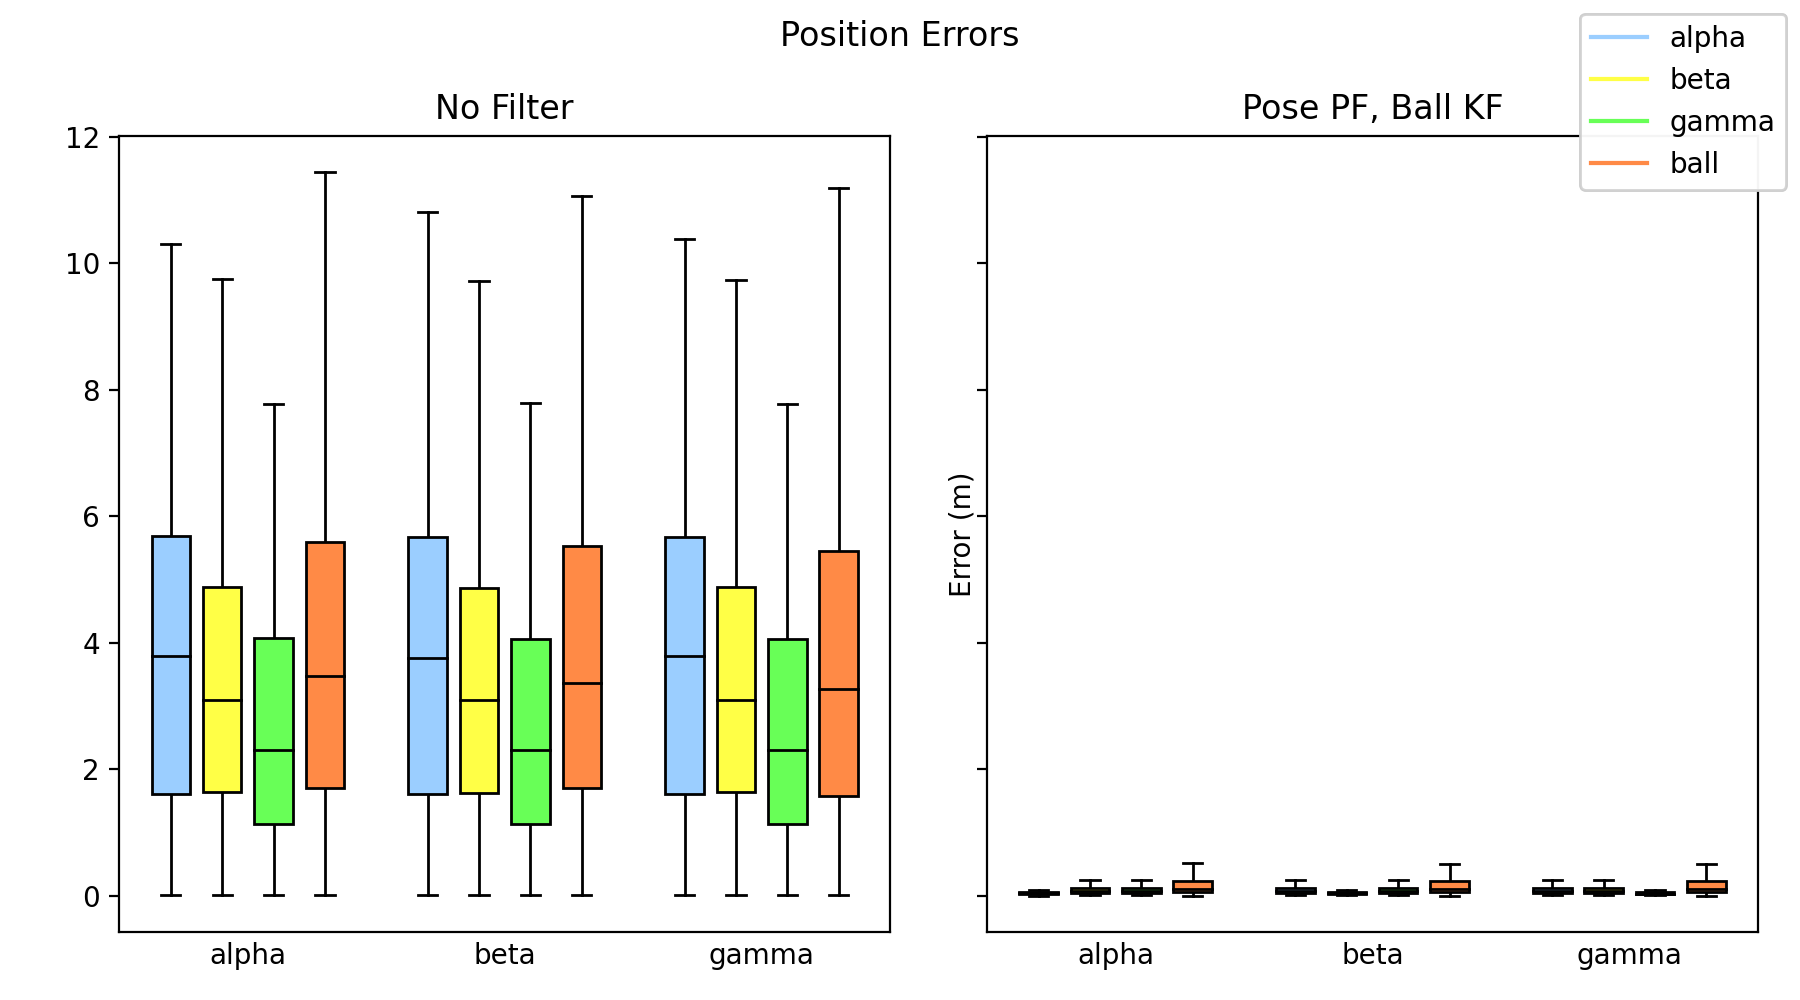 Position Errors
alpha
beta
gamma
ball
No Filter
Pose PF, Ball KF
12
10
8
6
4
2
0
Error (m)
alpha beta gamma
alpha beta gamma